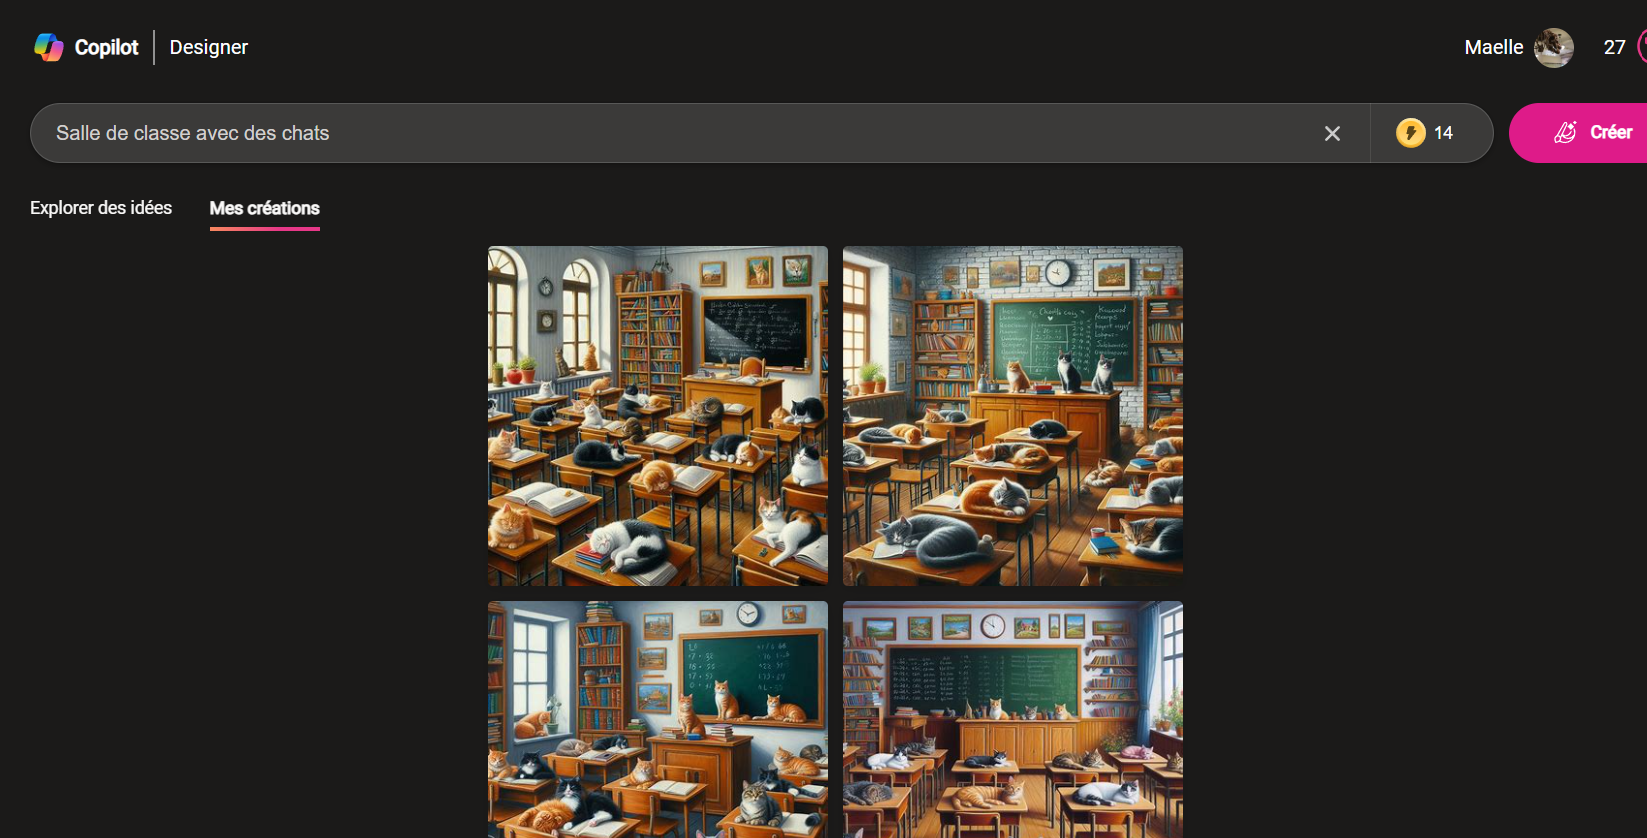 Copilot
Designer
Maelle
27
Salle de classe avec des chats
14
Créer
Explorer des idées
Mes créations